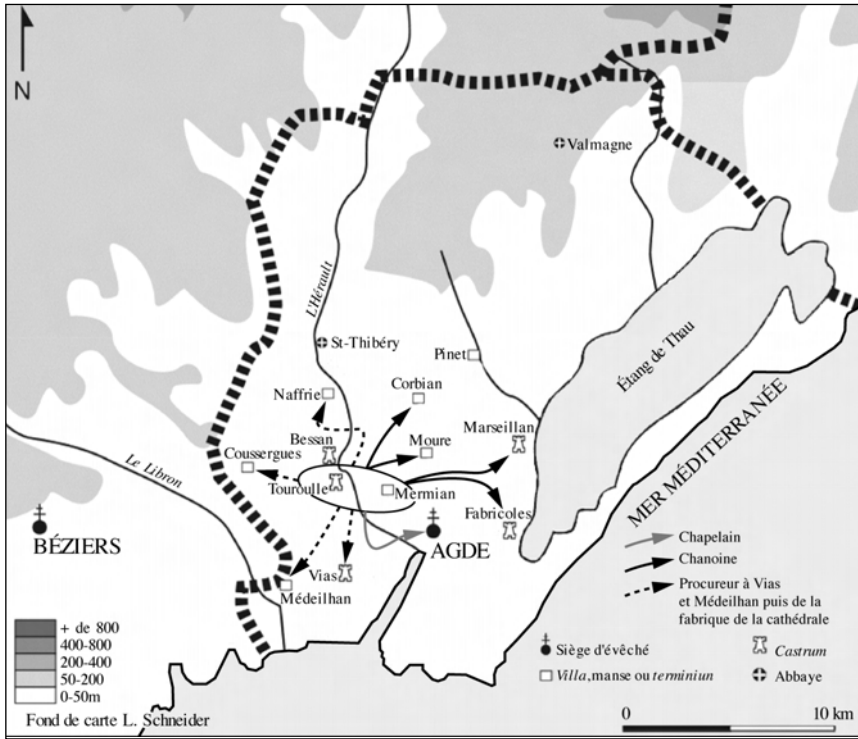 N
Valmagne
L'Hérault
St-Thibéry
Pinet
Étang de Thau
Naffrie
Corbian
Marseillan
Bessan
Moure
Coussergues
Le Libron
Touroulle
Mermian
MER MÉDITERRANÉE
Fabricoles
BÉZIERS
AGDE
Vias
Médeilhan
Chapelain
Chanoine
Procureur à Vias
et Médeilhan puis de la
fabrique de la cathédrale
+ de 800
400-800
200-400
50-200
0-50m
Siège d'évêché
Castrum
Villa, manse ou terminiun
Abbaye
Fond de carte L. Schneider
0 10 km